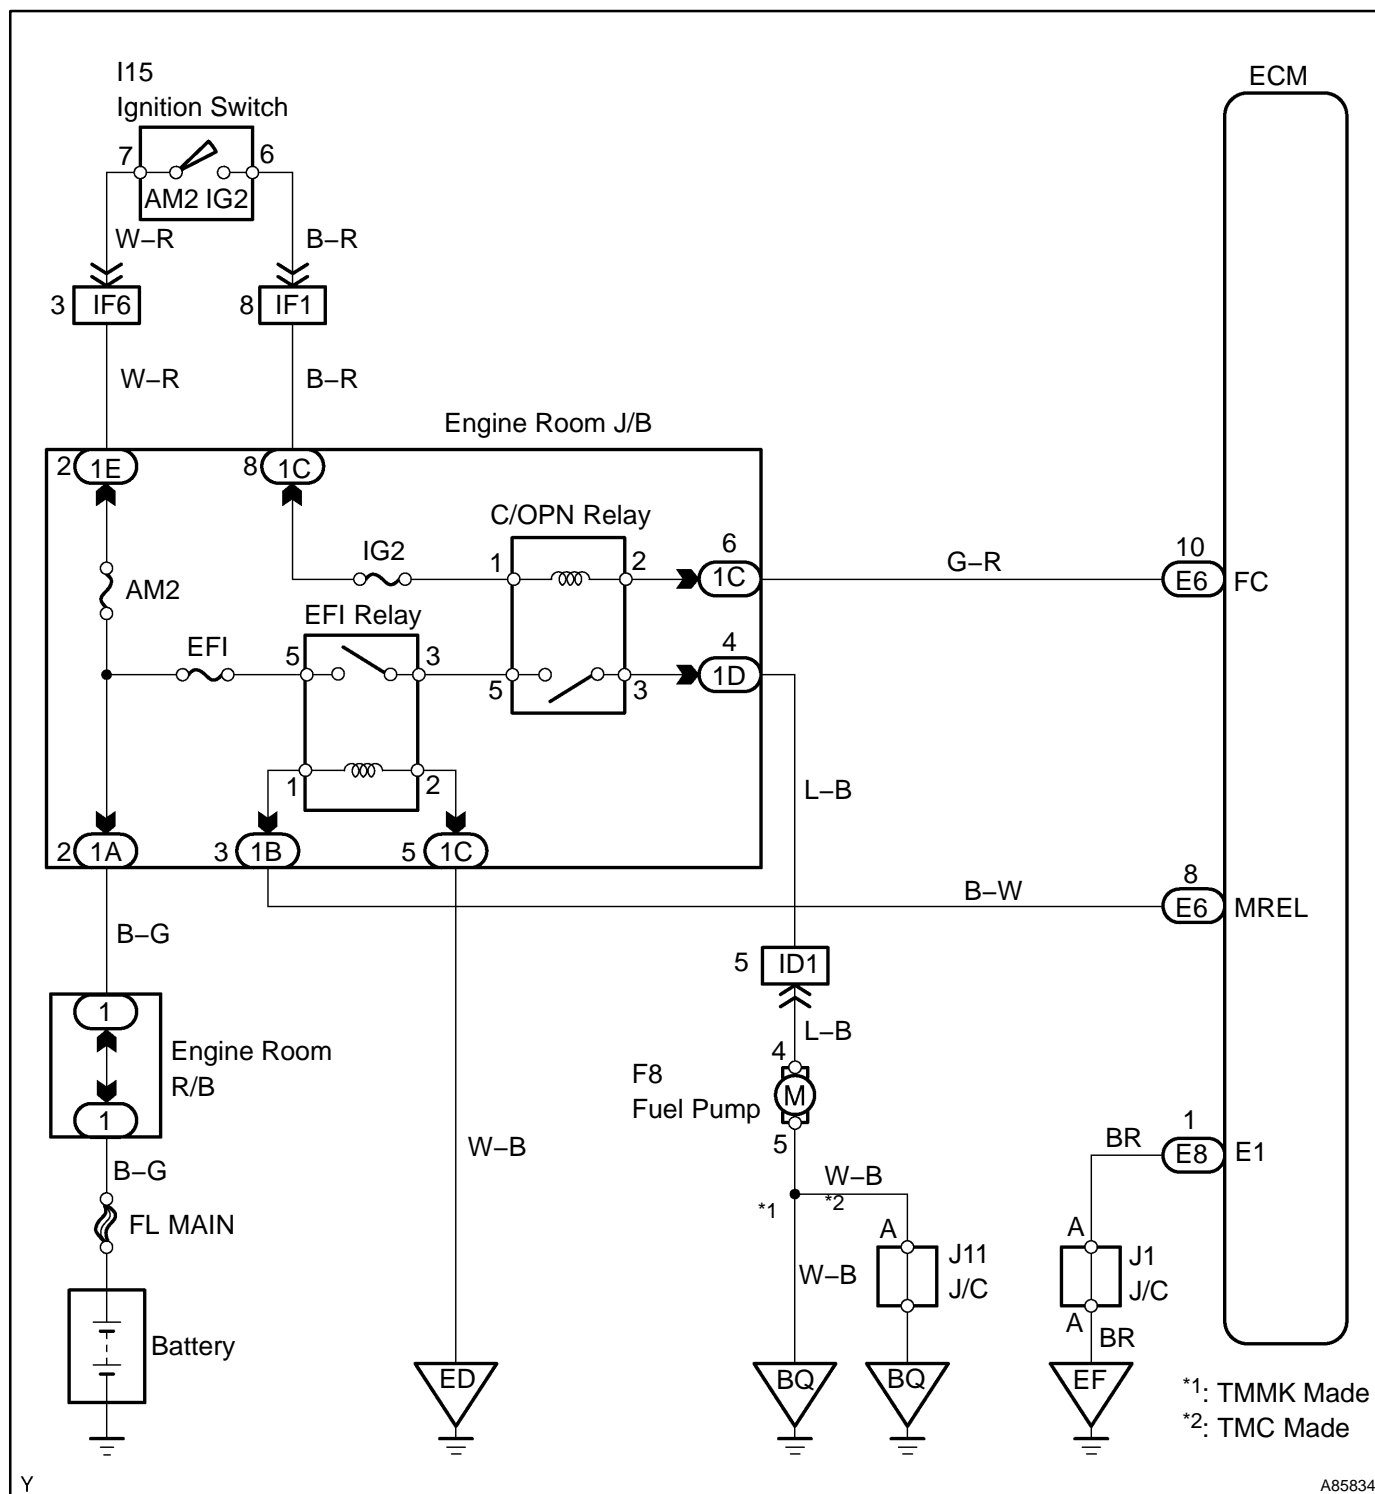 I15
Ignition Switch
ECM
7
6
AM2 IG2
W–R
B–R
3
IF6
8
IF1
W–R
B–R
Engine Room J/B
2
1E
8
1C
C/OPN Relay
IG2
1
2
6
1C
G–R
10
E6
FC
AM2
EFI Relay
EFI
5
3
5
3
4
1D
1
2
L–B
2
1A
3
1B
5
1C
B–W
8
E6
MREL
B–G
5
ID1
1
L–B
Engine Room
R/B
4
F8
Fuel Pump
M
1
5
1
BR
E8
E1
B–G
W–B
W–B
*1
*2
FL MAIN
A
J11
J/C
A
J1
J/C
W–B
A
BR
Battery
ED
BQ
BQ
EF
*1: TMMK Made
*2: TMC Made
Y
A85834